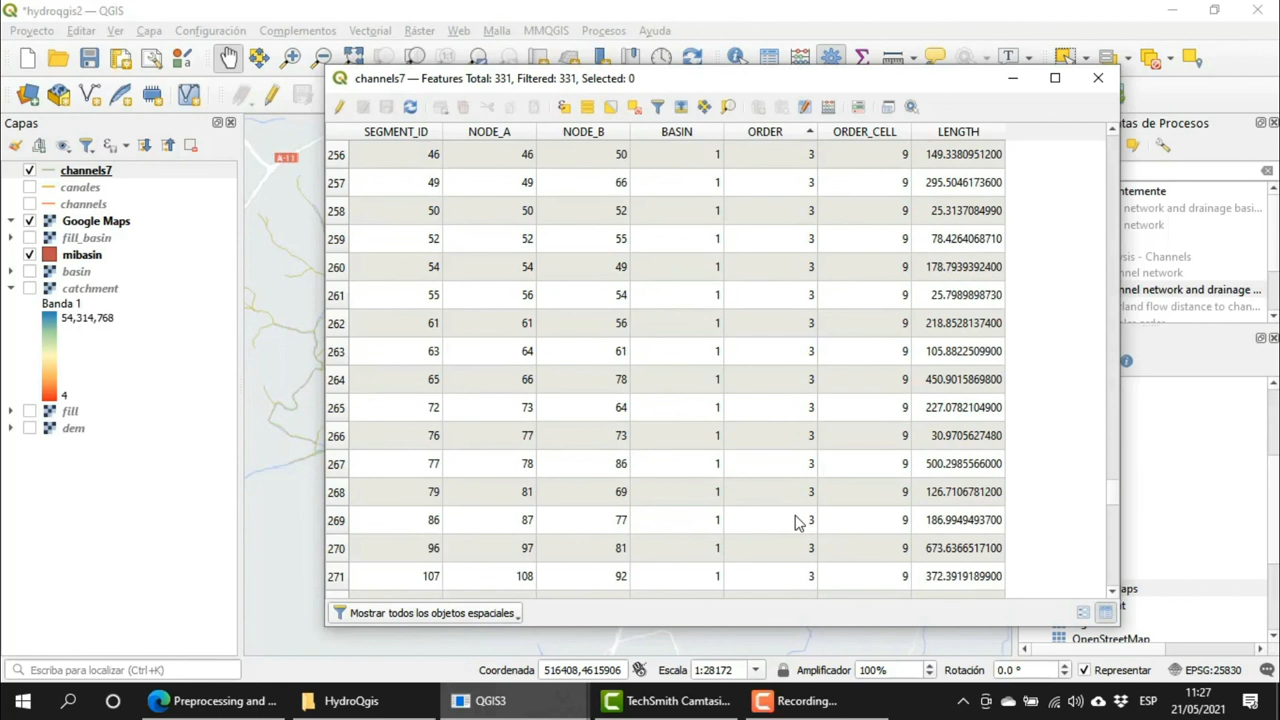 *hydroqgis2 — QGIS
Proyecto Editar Ver Capa Configuración Complementos Vectorial Ráster Web Malla MMQGIS Procesos Ayuda
channels7 — Features Total: 331, Filtered: 331, Selected: 0
Capas
channels7
canales
channels
Google Maps
fill_basin
mibasin
basin
catchment
Banda 1
54,314,768
4
fill
dem
A-11
SEGMENT_ID NODE_A NODE_B BASIN ORDER ORDER_CELL LENGTH
256 46 46 50 1 3 9 149.3380951200
257 49 49 66 1 3 9 295.5046173600
258 50 50 52 1 3 9 25.3137084990
259 52 52 55 1 3 9 78.4264068710
260 54 54 49 1 3 9 178.7939392400
261 55 56 54 1 3 9 25.7989898730
262 61 61 56 1 3 9 218.8528137400
263 63 64 61 1 3 9 105.8822509900
264 65 66 78 1 3 9 450.9015869800
265 72 73 64 1 3 9 227.0782104900
266 76 77 73 1 3 9 30.9705627480
267 77 78 86 1 3 9 500.2985566000
268 79 81 69 1 3 9 126.7106781200
269 86 87 77 1 3 9 186.9949493700
270 96 97 81 1 3 9 673.6366517100
271 107 108 92 1 3 9 372.3919189900
Mostrar todos los objetos espaciales
ntas de Procesos
ntemente
network and drainage basi...
network
ysis - Channels
nnel network
nnel network and drainage ...
rland flow distance to chan...
ler order
aps
t
OpenStreetMap
Escriba para localizar (Ctrl+K)
Coordenada 516408,4615906 Escala 1:28172 Amplificador 100% Rotación 0.0 ° Representar EPSG:25830
Preprocessing and ... HydroQgis QGIS3 TechSmith Camtasi... Recording...
ESP
11:27
21/05/2021